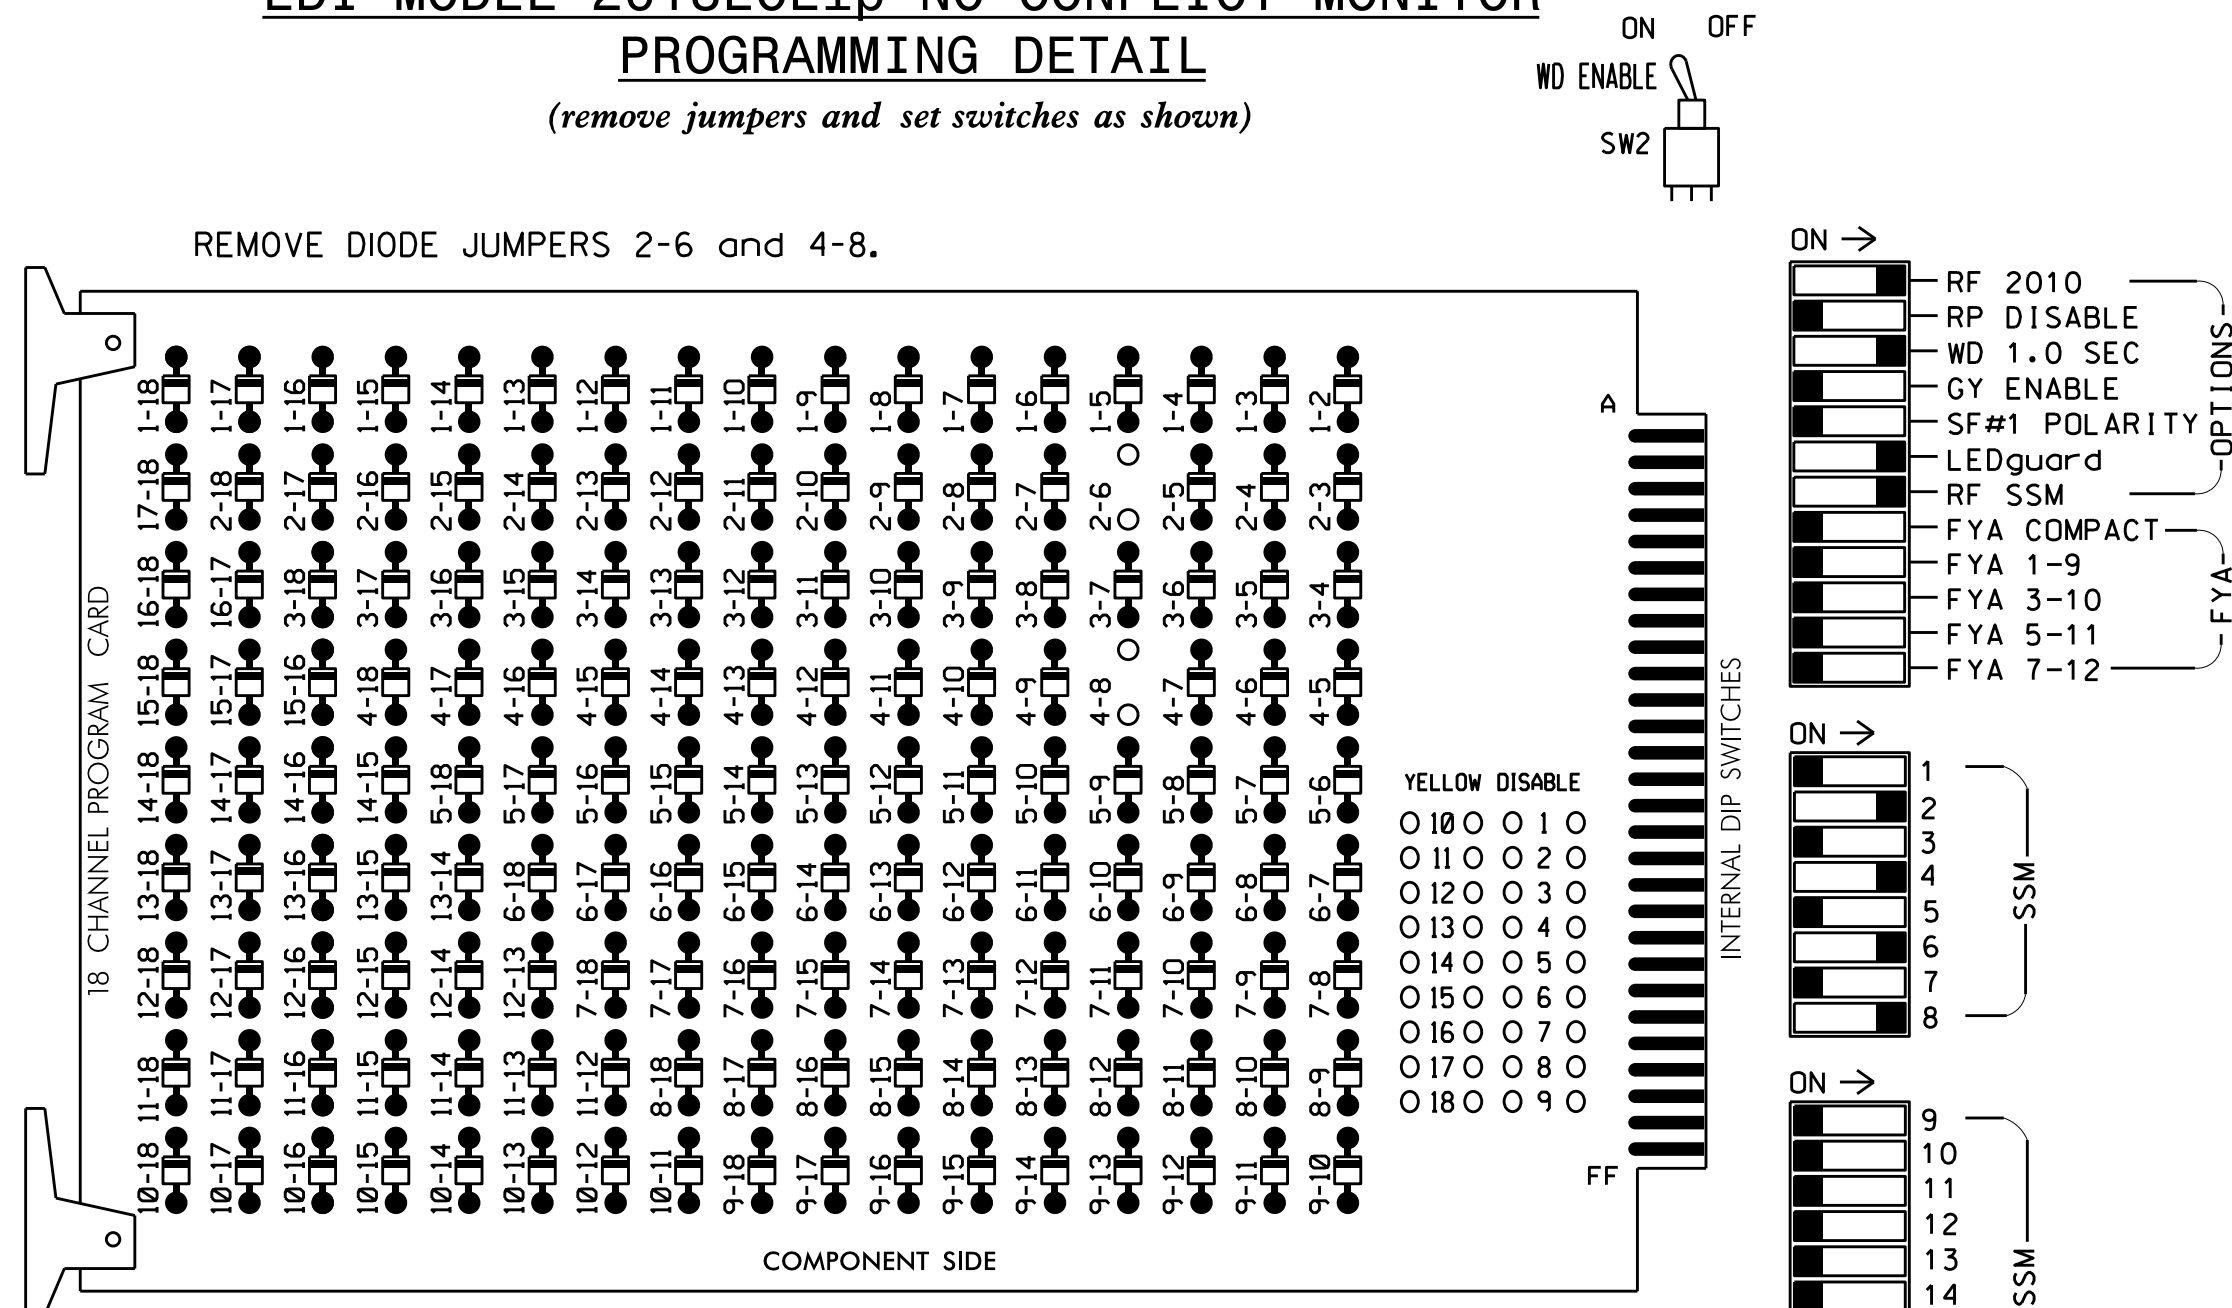 PROGRAMMING DETAIL
(remove jumpers and set switches as shown)
ON OFF
WD ENABLE
SW2
REMOVE DIODE JUMPERS 2-6 and 4-8.
18 CHANNEL PROGRAM CARD
1-18 1-17 1-16 1-15 1-14 1-13 1-12 1-11 1-10 1-9 1-8 1-7 1-6 1-5 1-4 1-3 1-2
17-18 2-18 2-17 2-16 2-15 2-14 2-13 2-12 2-11 2-10 2-9 2-8 2-7 2-6 2-5 2-4 2-3
16-18 16-17 3-18 3-17 3-16 3-15 3-14 3-13 3-12 3-11 3-10 3-9 3-8 3-7 3-6 3-5 3-4
15-18 15-17 15-16 4-18 4-17 4-16 4-15 4-14 4-13 4-12 4-11 4-10 4-9 4-8 4-7 4-6 4-5
14-18 14-17 14-16 14-15 5-18 5-17 5-16 5-15 5-14 5-13 5-12 5-11 5-10 5-9 5-8 5-7 5-6
13-18 13-17 13-16 13-15 13-14 6-18 6-17 6-16 6-15 6-14 6-13 6-12 6-11 6-10 6-9 6-8 6-7
12-18 12-17 12-16 12-15 12-14 12-13 7-18 7-17 7-16 7-15 7-14 7-13 7-12 7-11 7-10 7-9 7-8
11-18 11-17 11-16 11-15 11-14 11-13 11-12 8-18 8-17 8-16 8-15 8-14 8-13 8-12 8-11 8-10 8-9
10-18 10-17 10-16 10-15 10-14 10-13 10-12 10-11 9-18 9-17 9-16 9-15 9-14 9-13 9-12 9-11 9-10
COMPONENT SIDE
YELLOW DISABLE
10 1
11 2
12 3
13 4
14 5
15 6
16 7
17 8
18 9
A
FF
INTERNAL DIP SWITCHES
ON →
RF 2010
RP DISABLE
WD 1.0 SEC
GY ENABLE
SF#1 POLARITY
LEDguard
RF SSM
OPTIONS
FYA COMPACT
FYA 1-9
FYA 3-10
FYA 5-11
FYA 7-12
FYA
ON →
1
2
3
4
5
6
7
8
SSM
ON →
9
10
11
12
13
14
SSM